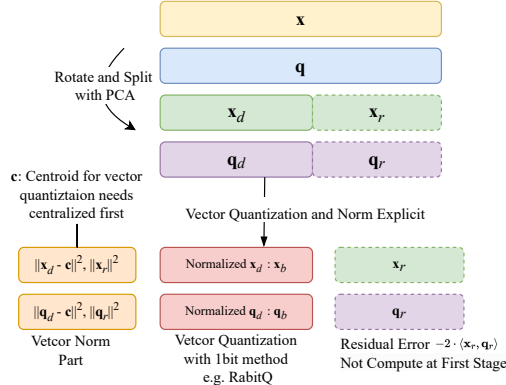 x
q
Rotate and Split
with PCA
x_d
x_r
q_d
q_r
c: Centroid for vector
quantiztaion needs
centralized first
Vector Quantization and Norm Explicit
||x_d - c||², ||x_r||²
Normalized x_d : x_b
x_r
||q_d - c||², ||q_r||²
Normalized q_d : q_b
q_r
Vetcor Norm
Part
Vetcor Quantization
with 1bit method
e.g. RabitQ
Residual Error −2 · ⟨x_r, q_r⟩
Not Compute at First Stage